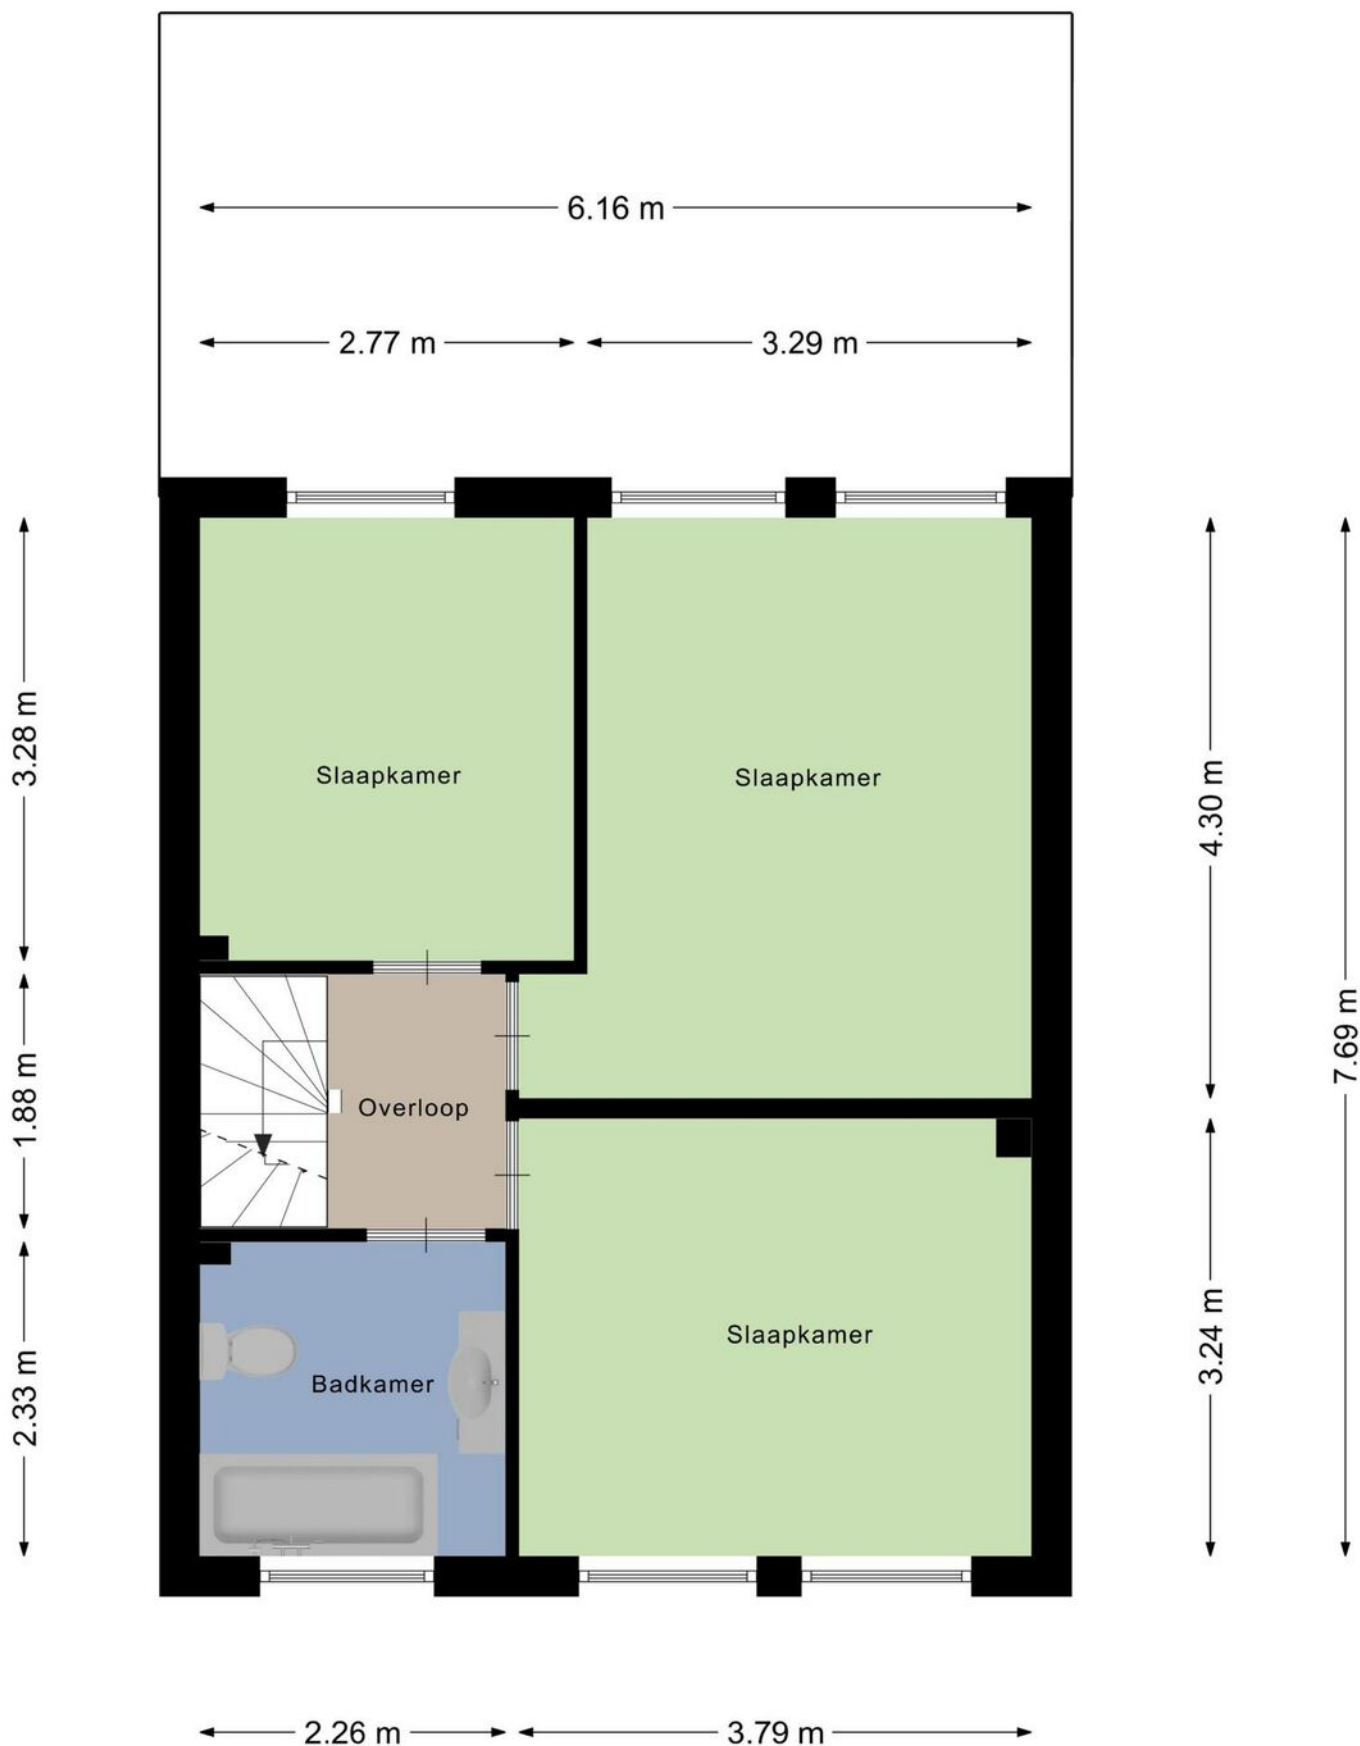 6.16 m
2.77 m
3.29 m
3.28 m
Slaapkamer
Slaapkamer
4.30 m
7.69 m
1.88 m
Overloop
2.33 m
Badkamer
Slaapkamer
3.24 m
2.26 m
3.79 m